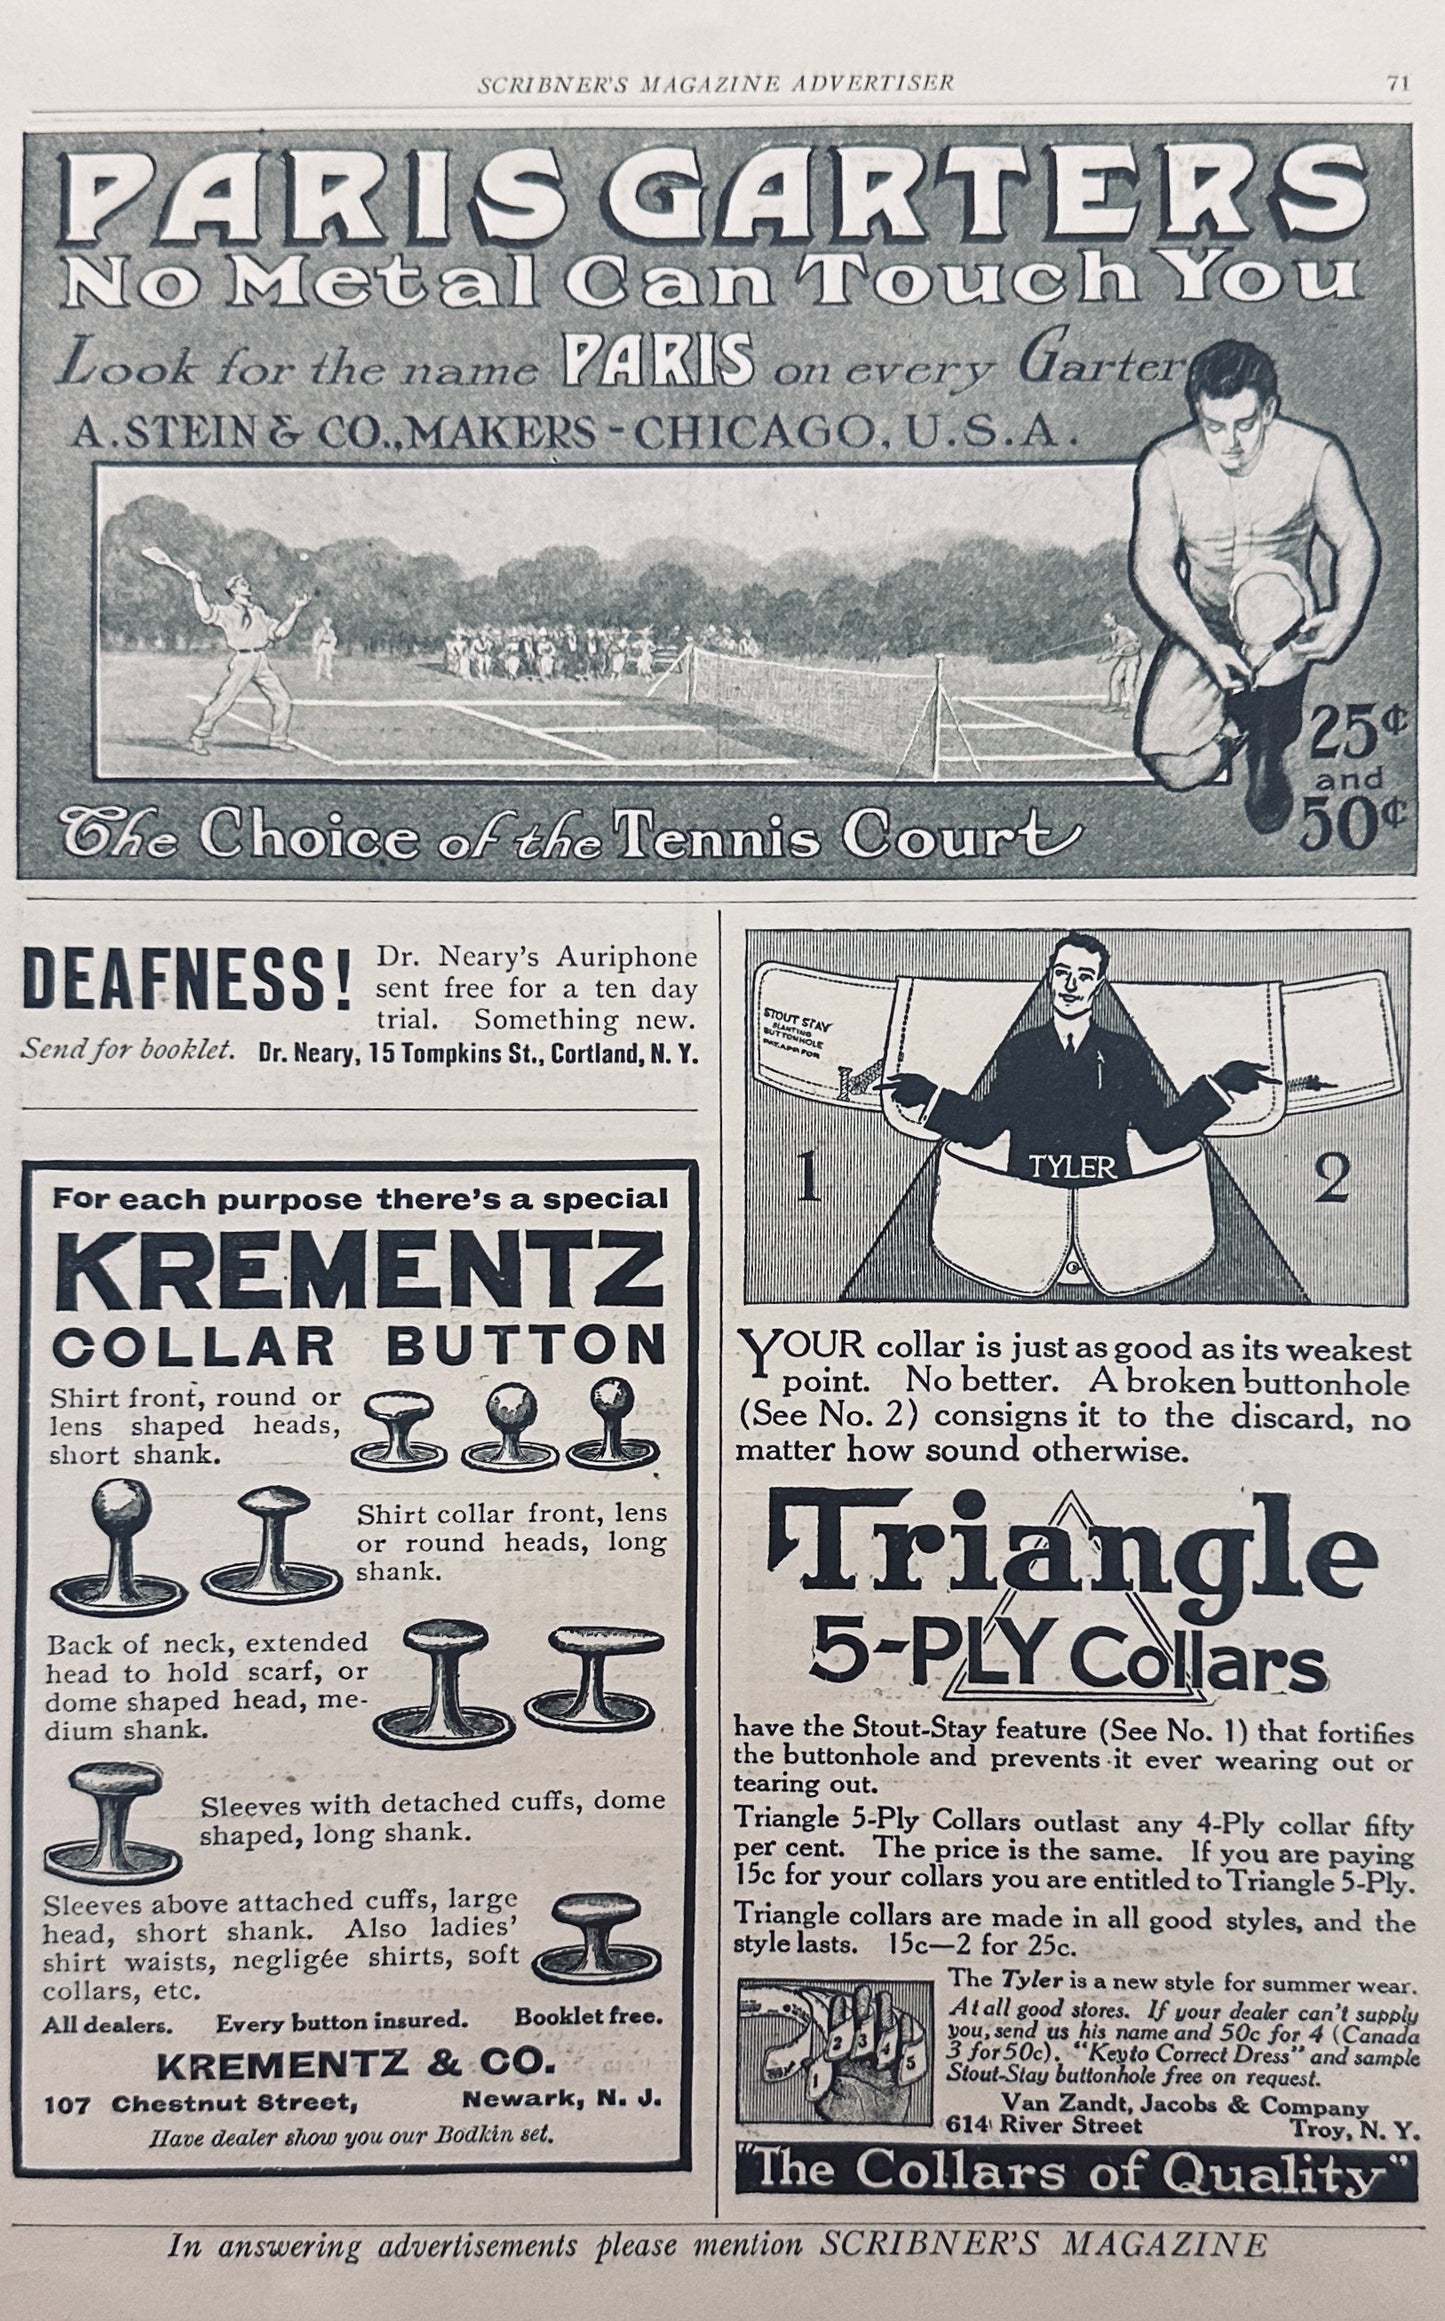 SCRIBNER'S MAGAZINE ADVERTISER
71
PARIS GARTERS
No Metal Can Touch You
Look for the name PARIS on every Garter
A. STEIN & CO., MAKERS - CHICAGO, U.S.A.
25¢
and
50¢
The Choice of the Tennis Court
DEAFNESS!
Dr. Neary's Auriphone
sent free for a ten day
trial. Something new.
Send for booklet. Dr. Neary, 15 Tompkins St., Cortland, N. Y.
For each purpose there's a special
KREMENTZ
COLLAR BUTTON
Shirt front, round or
lens shaped heads,
short shank.
Shirt collar front, lens
or round heads, long
shank.
Back of neck, extended
head to hold scarf, or
dome shaped head, me-
dium shank.
Sleeves with detached cuffs, dome
shaped, long shank.
Sleeves above attached cuffs, large
head, short shank. Also ladies'
shirt waists, negligée shirts, soft
collars, etc.
All dealers. Every button insured. Booklet free.
KREMENTZ & CO.
107 Chestnut Street, Newark, N. J.
Have dealer show you our Bodkin set.
STOUT STAY
SLANTING
BUTTONHOLE
PAT. APP. FOR
TYLER
1
2
YOUR collar is just as good as its weakest
point. No better. A broken buttonhole
(See No. 2) consigns it to the discard, no
matter how sound otherwise.
Triangle
5-PLY Collars
have the Stout-Stay feature (See No. 1) that fortifies
the buttonhole and prevents it ever wearing out or
tearing out.
Triangle 5-Ply Collars outlast any 4-Ply collar fifty
per cent. The price is the same. If you are paying
15c for your collars you are entitled to Triangle 5-Ply.
Triangle collars are made in all good styles, and the
style lasts. 15c—2 for 25c.
1 2 3 4 5
The Tyler is a new style for summer wear.
At all good stores. If your dealer can't supply
you, send us his name and 50c for 4 (Canada
3 for 50c). "Key to Correct Dress" and sample
Stout-Stay buttonhole free on request.
Van Zandt, Jacobs & Company
614 River Street Troy, N. Y.
"The Collars of Quality"
In answering advertisements please mention SCRIBNER'S MAGAZINE